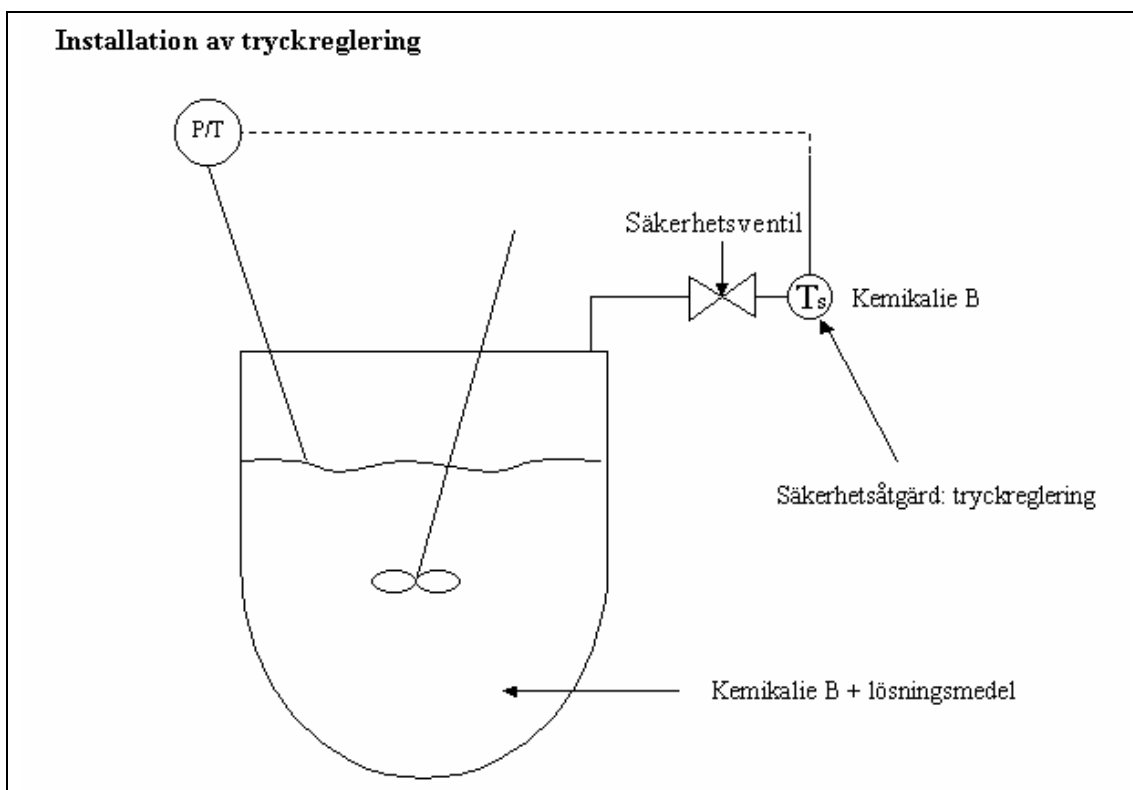 Installation av tryckreglering
P/T
Säkerhetsventil
Ts Kemikalie B
Säkerhetsåtgärd: tryckreglering
Kemikalie B + lösningsmedel